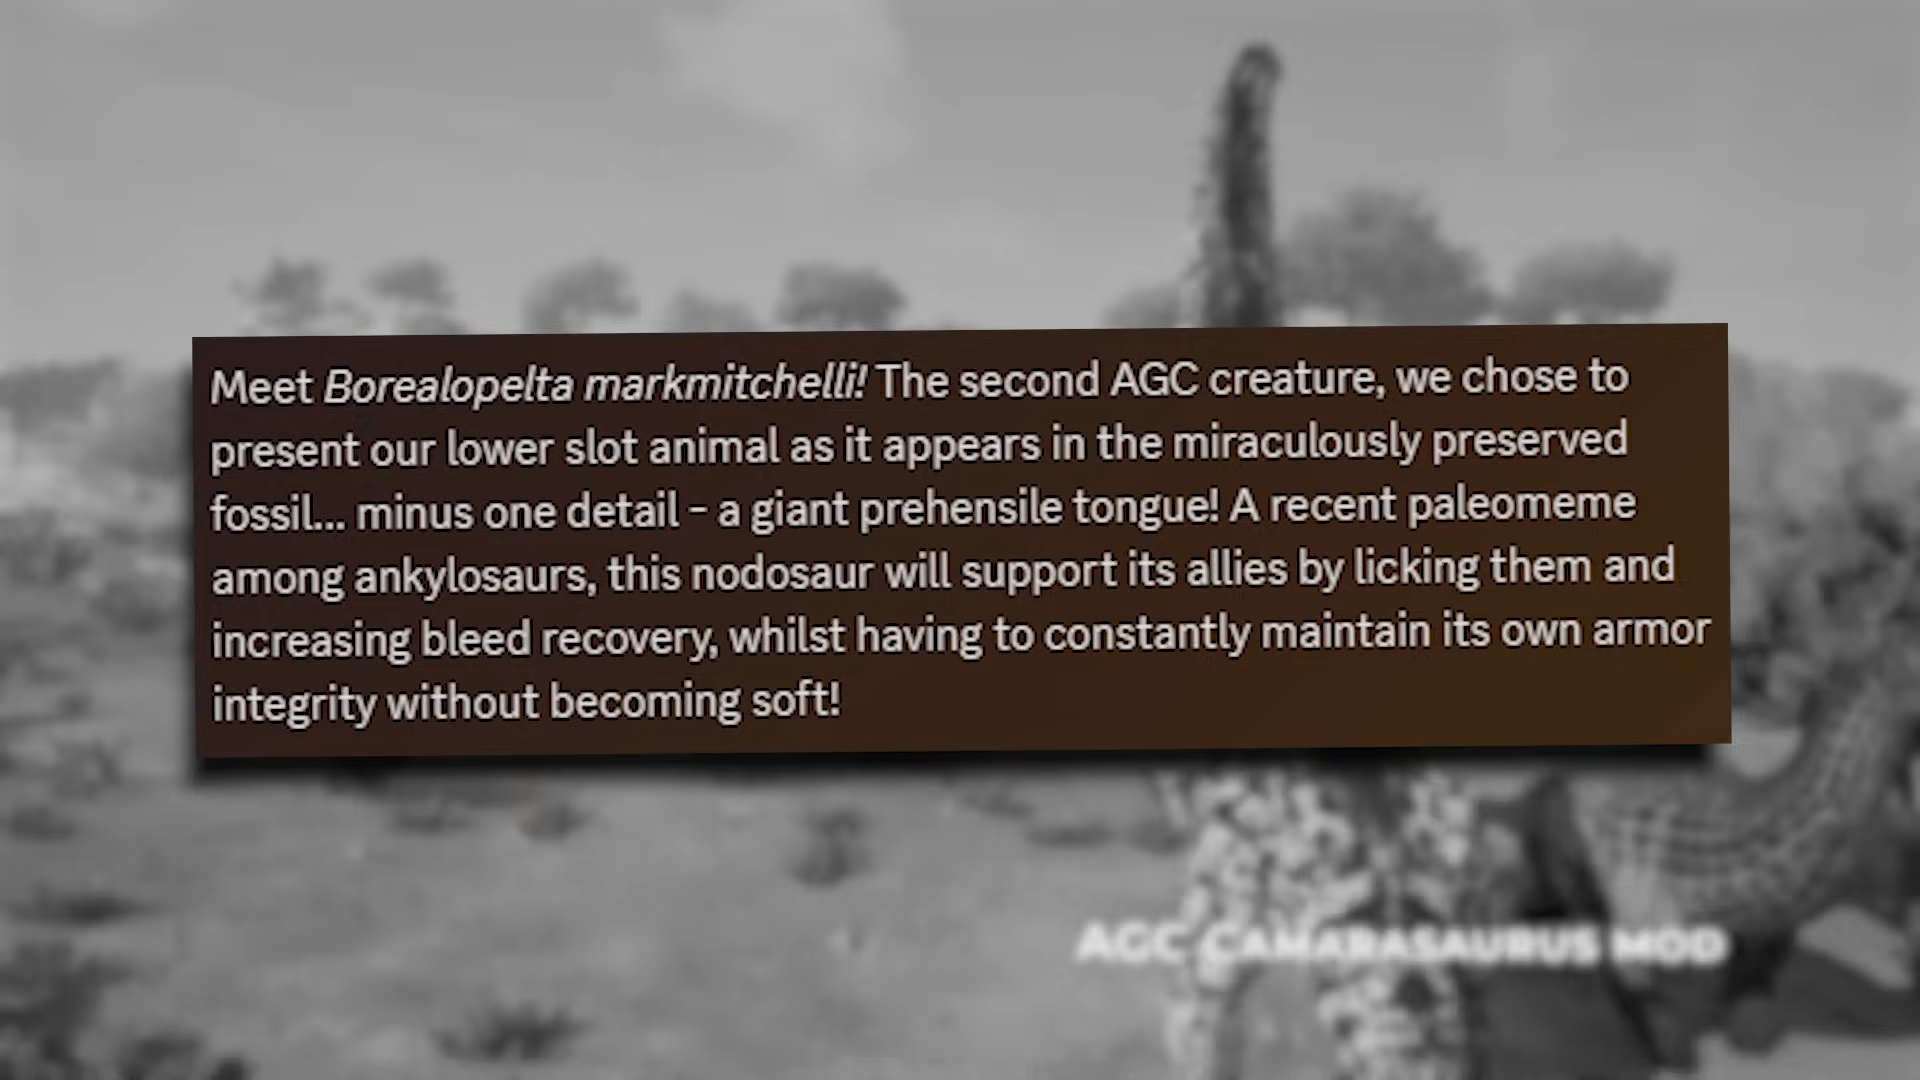 Meet Borealopelta markmitchelli! The second AGC creature, we chose to
present our lower slot animal as it appears in the miraculously preserved
fossil... minus one detail - a giant prehensile tongue! A recent paleomeme
among ankylosaurs, this nodosaur will support its allies by licking them and
increasing bleed recovery, whilst having to constantly maintain its own armor
integrity without becoming soft!
AGC CAMARASAURUS MOD